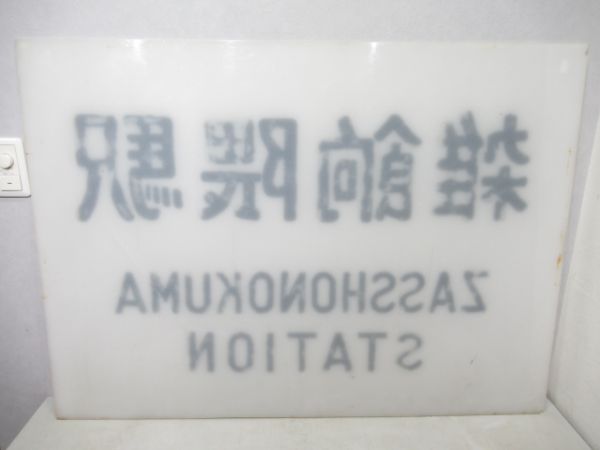 雑餉隈駅
ZASSHONOKUMA
STATION